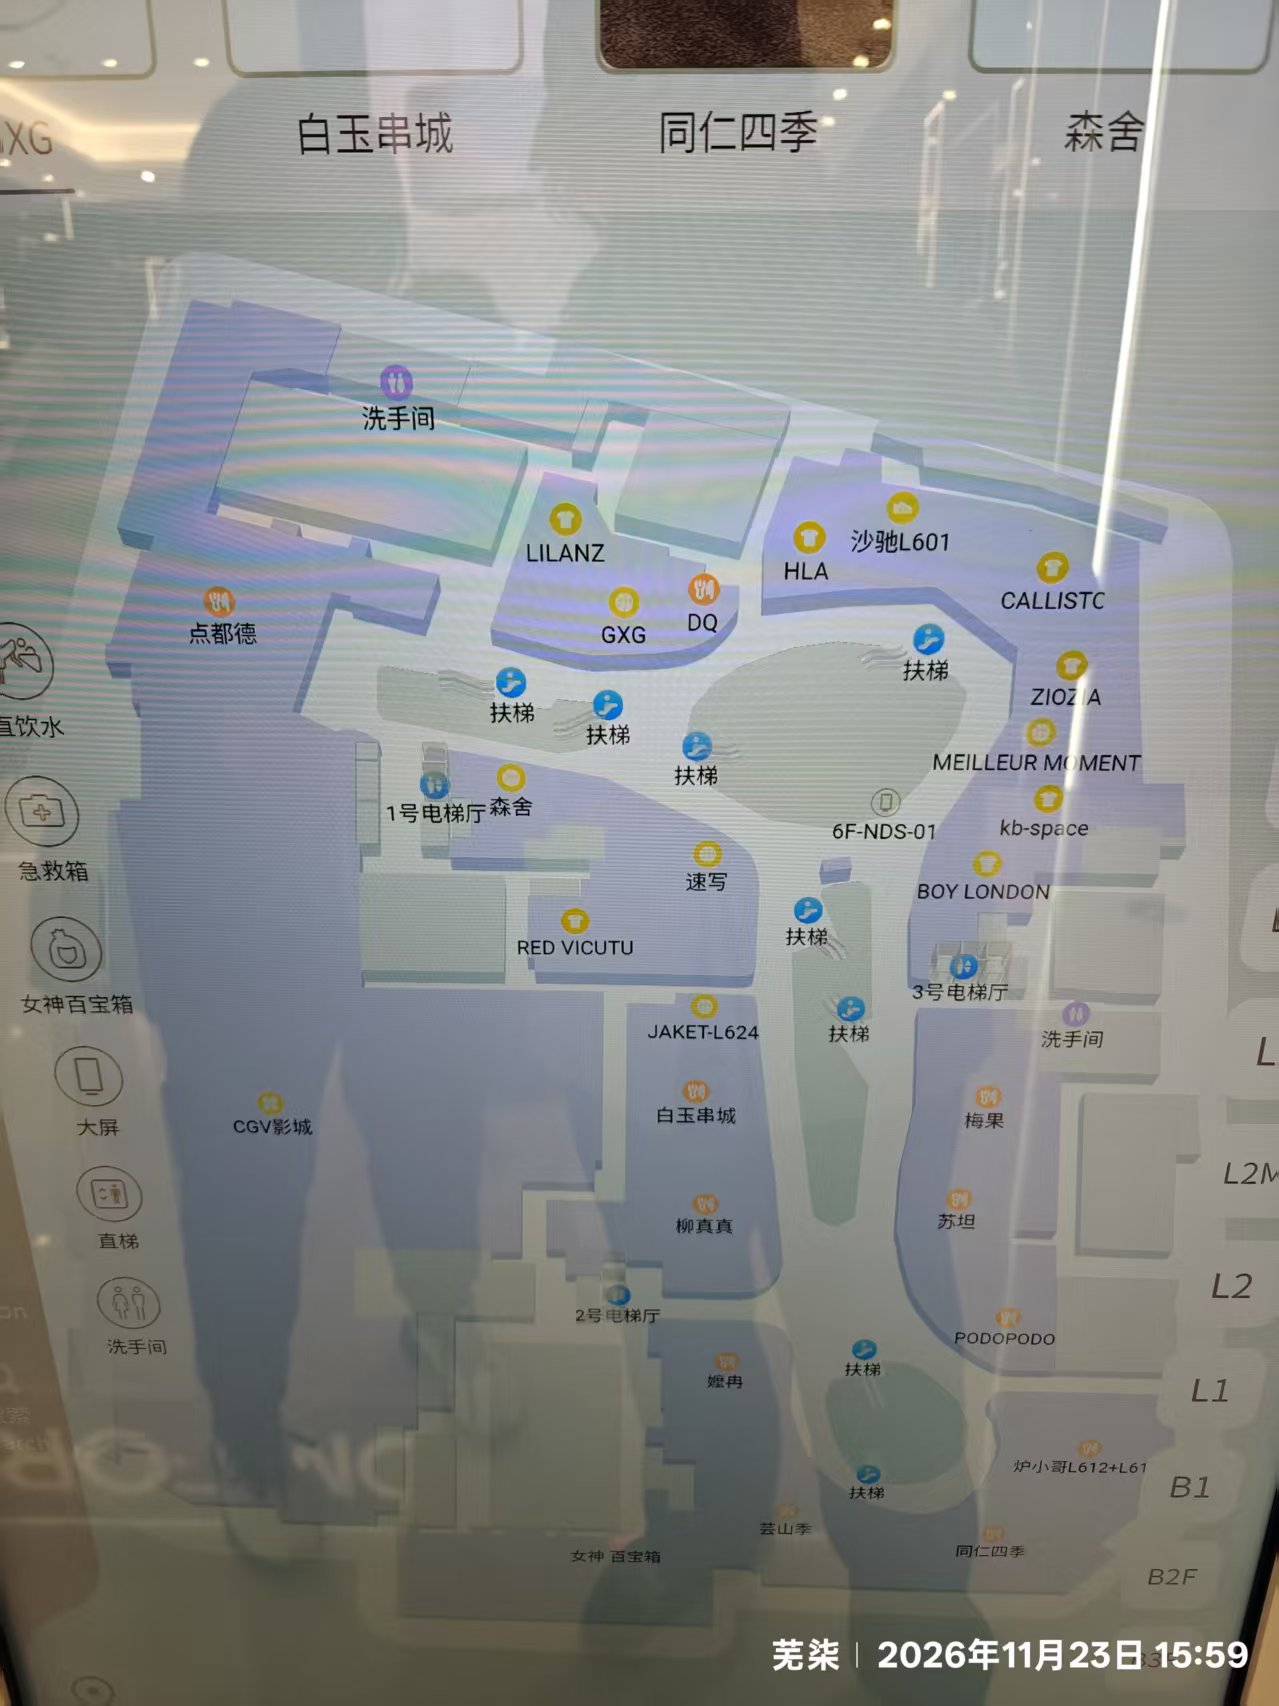 XG
白玉串城
同仁四季
森舍
洗手间
LILANZ
沙驰L601
HLA
CALLISTO
点都德
GXG
DQ
扶梯
扶梯
扶梯
扶梯
ZIOZIA
直饮水
MEILLEUR MOMENT
1号电梯厅
森舍
6F-NDS-01
kb-space
急救箱
速写
BOY LONDON
RED VICUTU
扶梯
女神百宝箱
3号电梯厅
JAKET-L624
扶梯
洗手间
L
大屏
CGV影城
白玉串城
梅果
L2M
直梯
柳真真
苏坦
L2
洗手间
2号电梯厅
PODOPODO
扶梯
嬷冉
L1
炉小哥L612+L61
B1
扶梯
芸山季
女神 百宝箱
同仁四季
B2F
芜柒 2026年11月23日 15:59